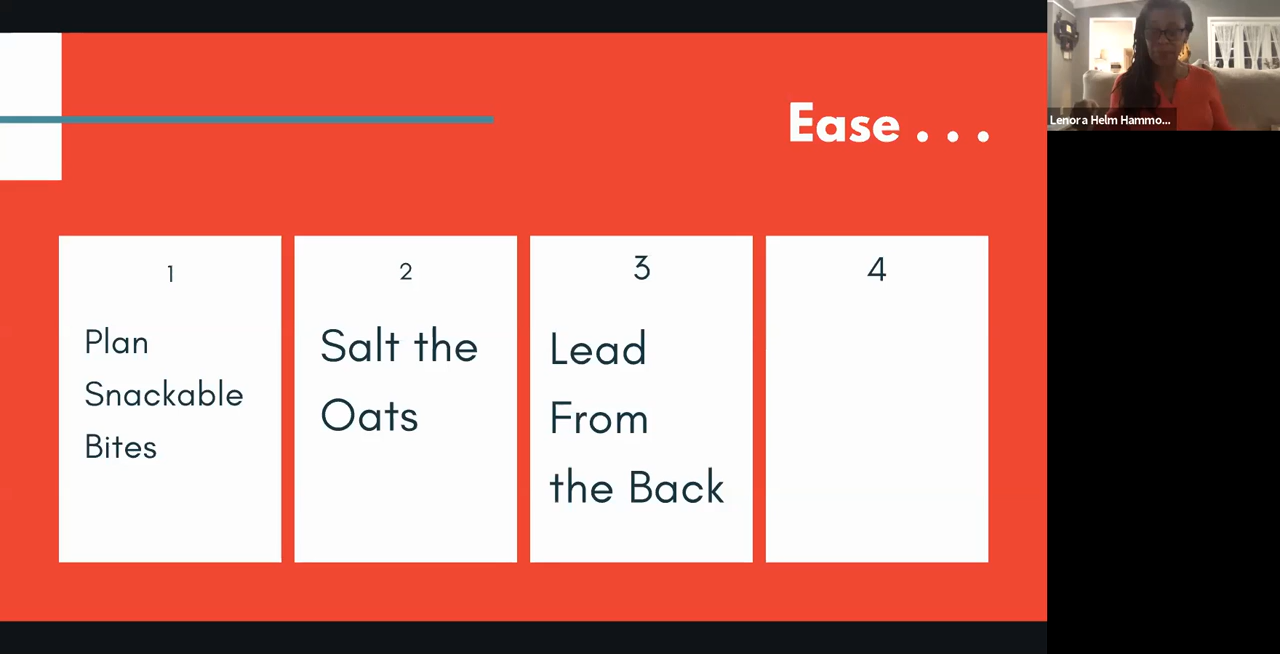 Ease . . .
1
Plan
Snackable
Bites
2
Salt the
Oats
3
Lead
From
the Back
4
Lenora Helm Hammo...